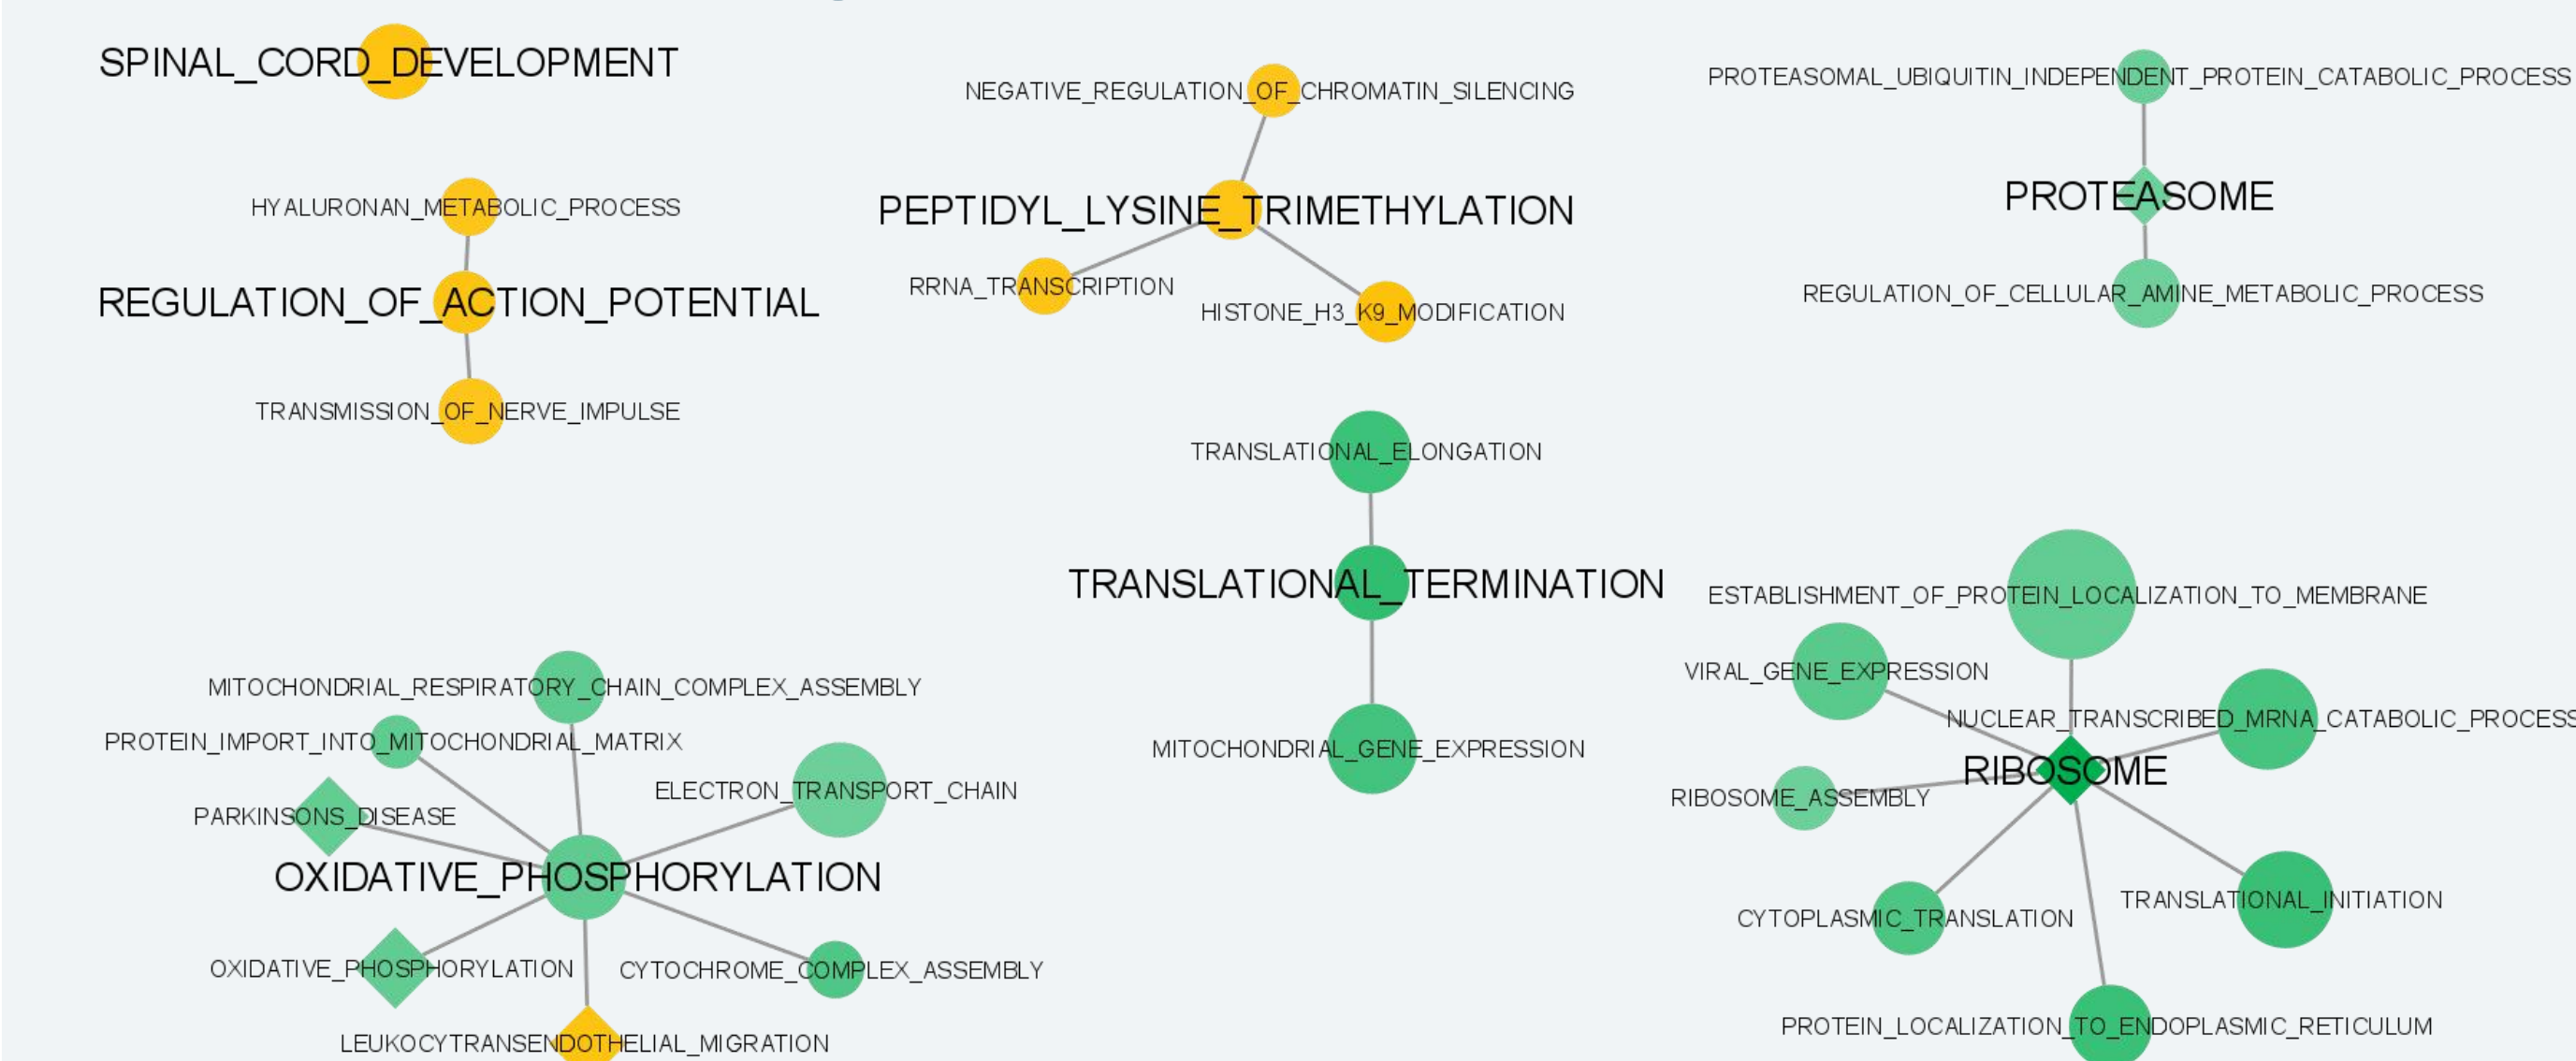 SPINAL_CORD_DEVELOPMENT
HYALURONAN_METABOLIC_PROCESS
REGULATION_OF_ACTION_POTENTIAL
TRANSMISSION_OF_NERVE_IMPULSE
NEGATIVE_REGULATION_OF_CHROMATIN_SILENCING
PEPTIDYL_LYSINE_TRIMETHYLATION
RRNA_TRANSCRIPTION
HISTONE_H3_K9_MODIFICATION
PROTEASOMAL_UBIQUITIN_INDEPENDENT_PROTEIN_CATABOLIC_PROCESS
PROTEASOME
REGULATION_OF_CELLULAR_AMINE_METABOLIC_PROCESS
TRANSLATIONAL_ELONGATION
TRANSLATIONAL_TERMINATION
MITOCHONDRIAL_GENE_EXPRESSION
MITOCHONDRIAL_RESPIRATORY_CHAIN_COMPLEX_ASSEMBLY
PROTEIN_IMPORT_INTO_MITOCHONDRIAL_MATRIX
ELECTRON_TRANSPORT_CHAIN
PARKINSONS_DISEASE
OXIDATIVE_PHOSPHORYLATION
OXIDATIVE_PHOSPHORYLATION
CYTOCHROME_COMPLEX_ASSEMBLY
LEUKOCYTRANSENDOTHELIAL_MIGRATION
ESTABLISHMENT_OF_PROTEIN_LOCALIZATION_TO_MEMBRANE
VIRAL_GENE_EXPRESSION
NUCLEAR_TRANSCRIBED_MRNA_CATABOLIC_PROCESS
RIBOSOME
RIBOSOME_ASSEMBLY
TRANSLATIONAL_INITIATION
CYTOPLASMIC_TRANSLATION
PROTEIN_LOCALIZATION_TO_ENDOPLASMIC_RETICULUM